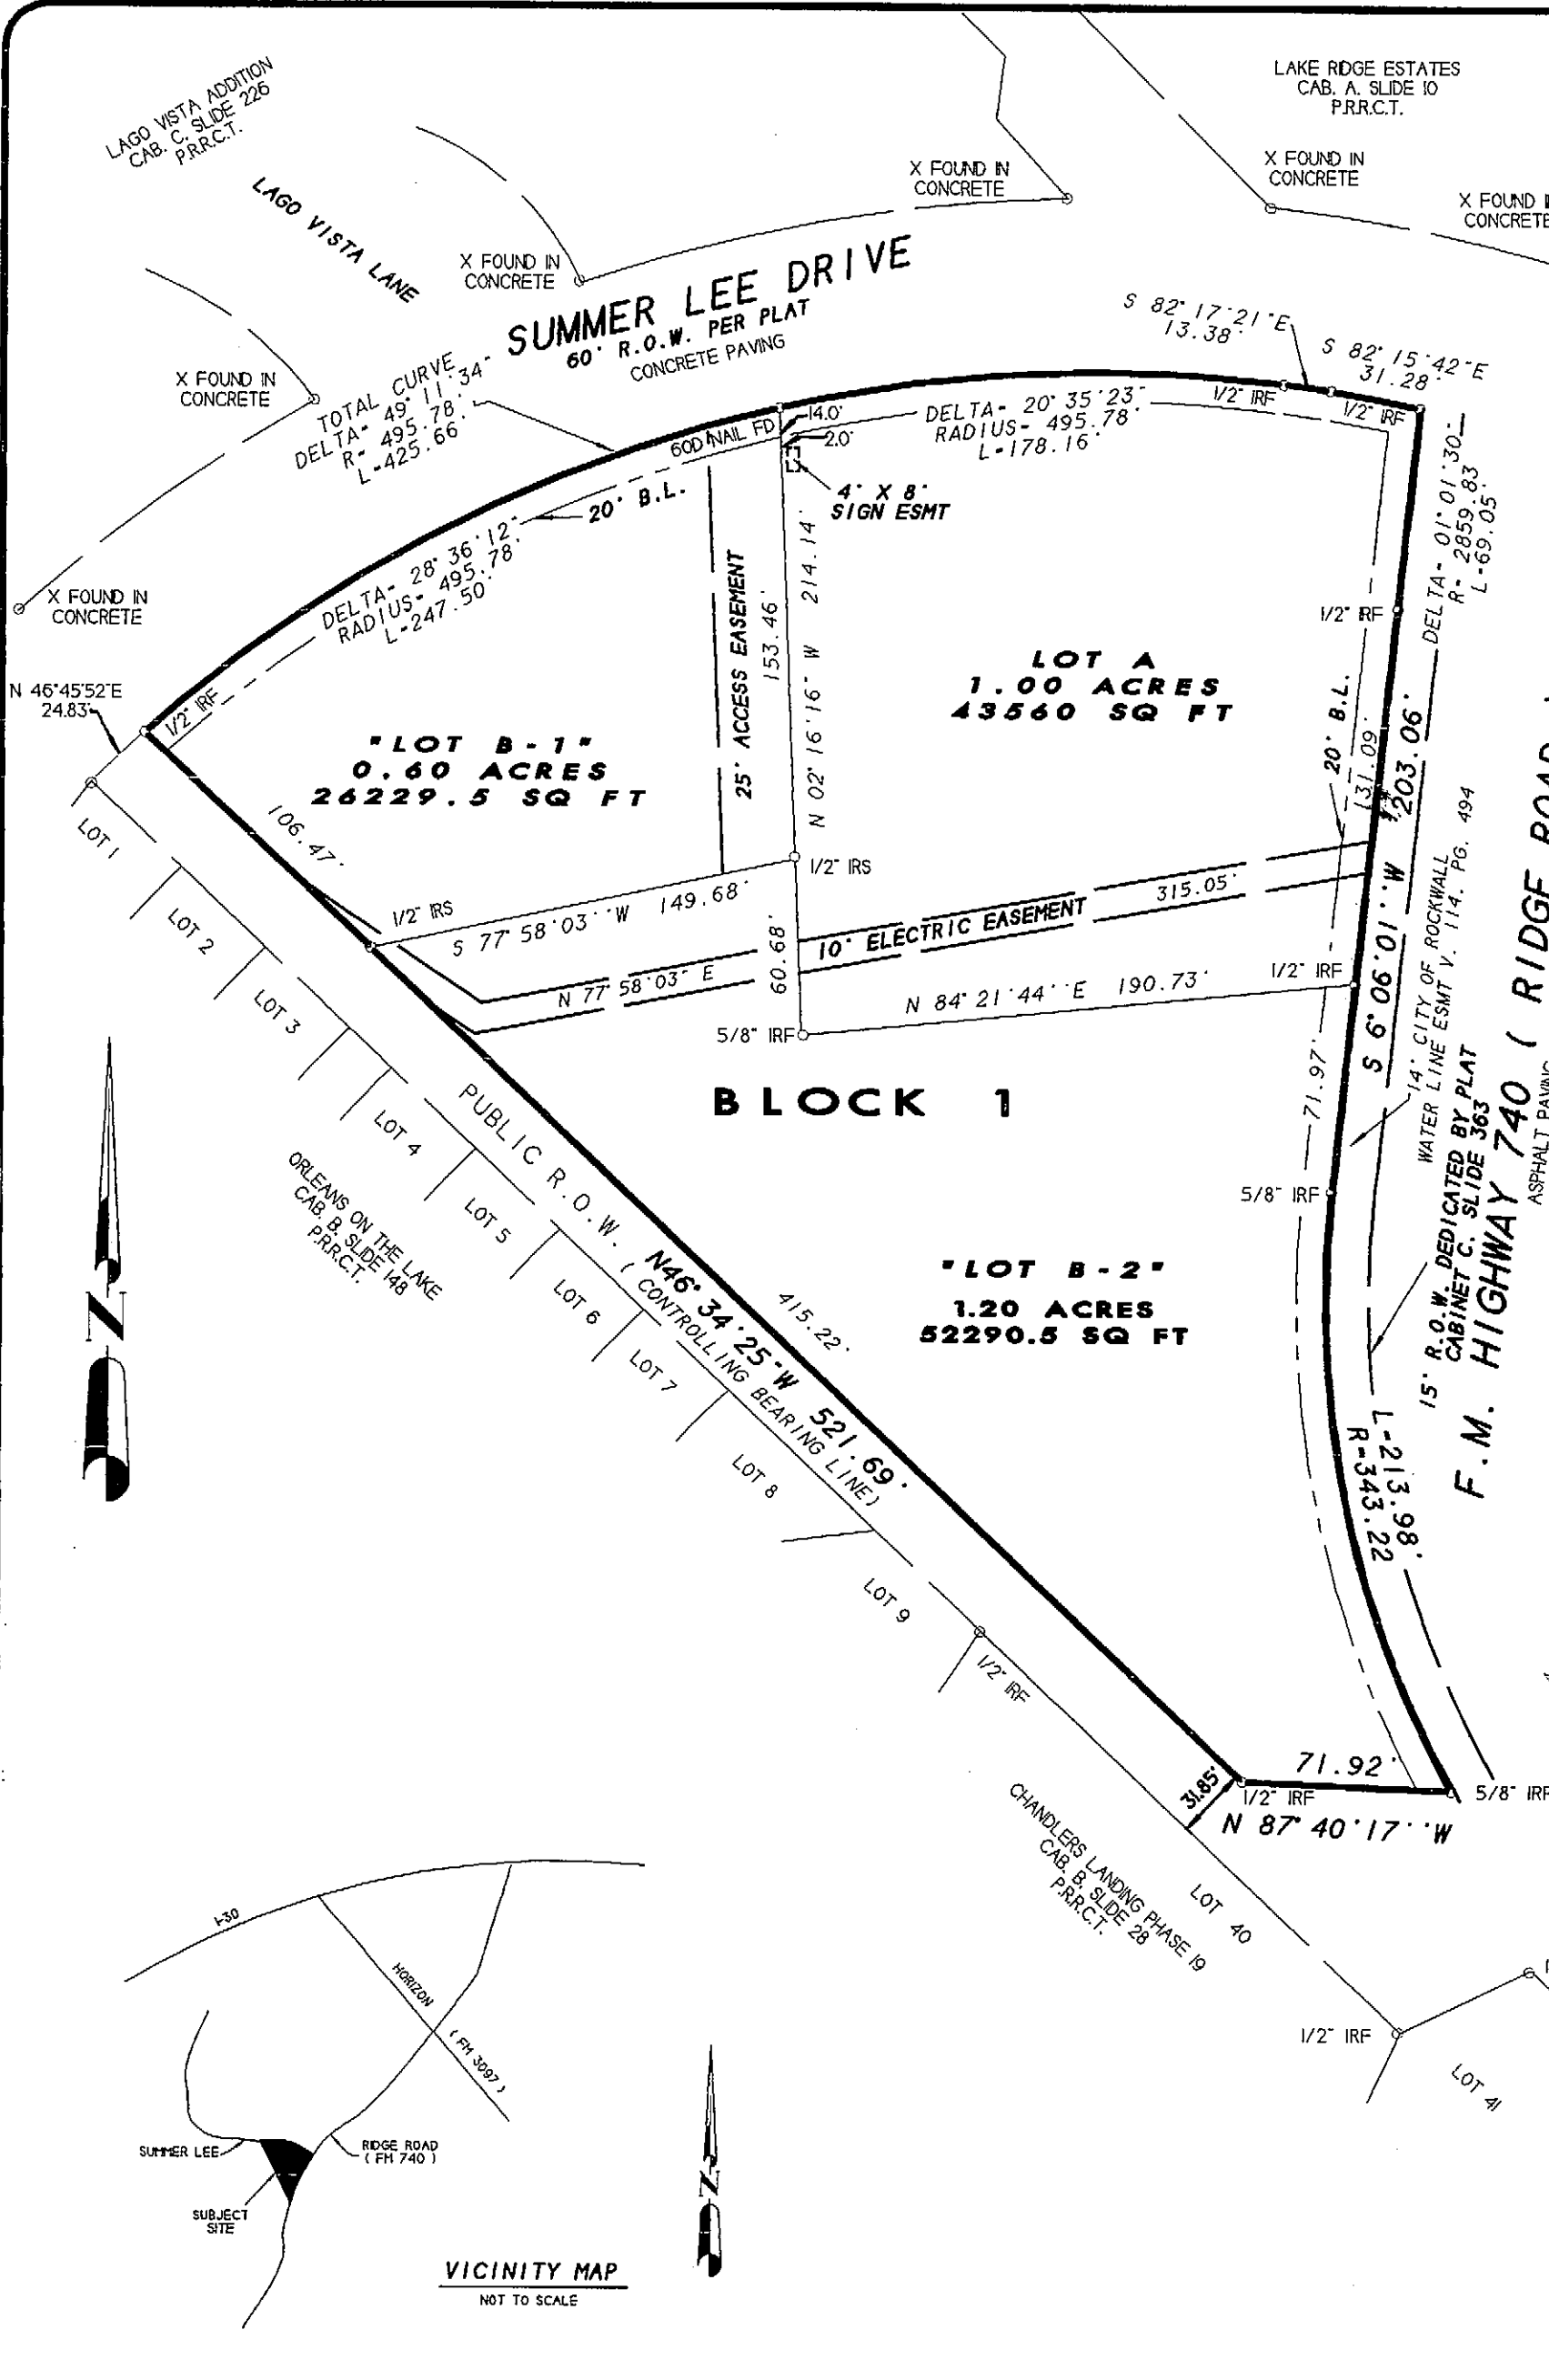 LAGO VISTA ADDITION
CAB. C. SLIDE 226
P.R.R.C.T.
LAGO VISTA LANE
LAKE RIDGE ESTATES
CAB. A. SLIDE 10
P.R.R.C.T.
X FOUND IN
CONCRETE
X FOUND IN
CONCRETE
X FOUND
CONCRETE
X FOUND IN
CONCRETE
X FOUND IN
CONCRETE
X FOUND IN
CONCRETE
SUMMER LEE DRIVE
60' R.O.W. PER PLAT
CONCRETE PAVING
TOTAL CURVE
DELTA- 49° 11' 34"
R- 495.78'
L-425.66'
S 82° 17' 21" E
13.38'
S 82° 15' 42" E
31.28'
1/2" IRF
1/2" IRF
60D NAIL FD
14.0'
2.0'
DELTA- 20° 35' 23"
RADIUS- 495.78'
L-178.16'
4' X 8'
SIGN ESMT
20' B.L.
DELTA- 28° 36' 12"
RADIUS- 495.78'
L-247.50'
DELTA- 01° 01' 30"
R- 2859.83'
L-69.05'
1/2" IRF
25' ACCESS EASEMENT
153.46'
N 02° 16' 16" W 214.14'
LOT A
1.00 ACRES
43560 SQ FT
20' B.L.
131.09'
S 6° 06' 01" W. 203.06'
N 46°45'52"E
24.83'
1/2" IRF
"LOT B-1"
0.60 ACRES
26229.5 SQ FT
106.47'
1/2" IRS
1/2" IRS
S 77° 58' 03" W 149.68'
60.68'
10' ELECTRIC EASEMENT
315.05'
N 77° 58' 03" E
N 84° 21' 44" E 190.73'
1/2" IRF
5/8" IRF
71.97'
14' CITY OF ROCKWALL
WATER LINE ESMT V. 114. PG. 494
15' R.O.W. DEDICATED BY PLAT
CABINET C. SLIDE 363
F.M. HIGHWAY 740 ( RIDGE ROAD )
ASPHALT PAVING
BLOCK 1
5/8" IRF
LOT 1
LOT 2
LOT 3
LOT 4
LOT 5
LOT 6
LOT 7
LOT 8
LOT 9
PUBLIC R.O.W.
ORLEANS ON THE LAKE
CAB. B. SLIDE 148
P.R.R.C.T.
N46° 34' 25" W 521.69'
( CONTROLLING BEARING LINE)
415.22'
"LOT B-2"
1.20 ACRES
52290.5 SQ FT
L-213.98'
R-343.22
N
1/2" IRF
71.92'
31.85'
1/2" IRF
5/8" IRF
N 87° 40' 17" W
CHANDLERS LANDING PHASE 19
CAB. B. SLIDE 28
P.R.R.C.T.
LOT 40
1/2" IRF
LOT 41
I-30
HORIZON
( FM 3097 )
SUMMER LEE
RIDGE ROAD
( FM 740 )
SUBJECT
SITE
N
VICINITY MAP
NOT TO SCALE